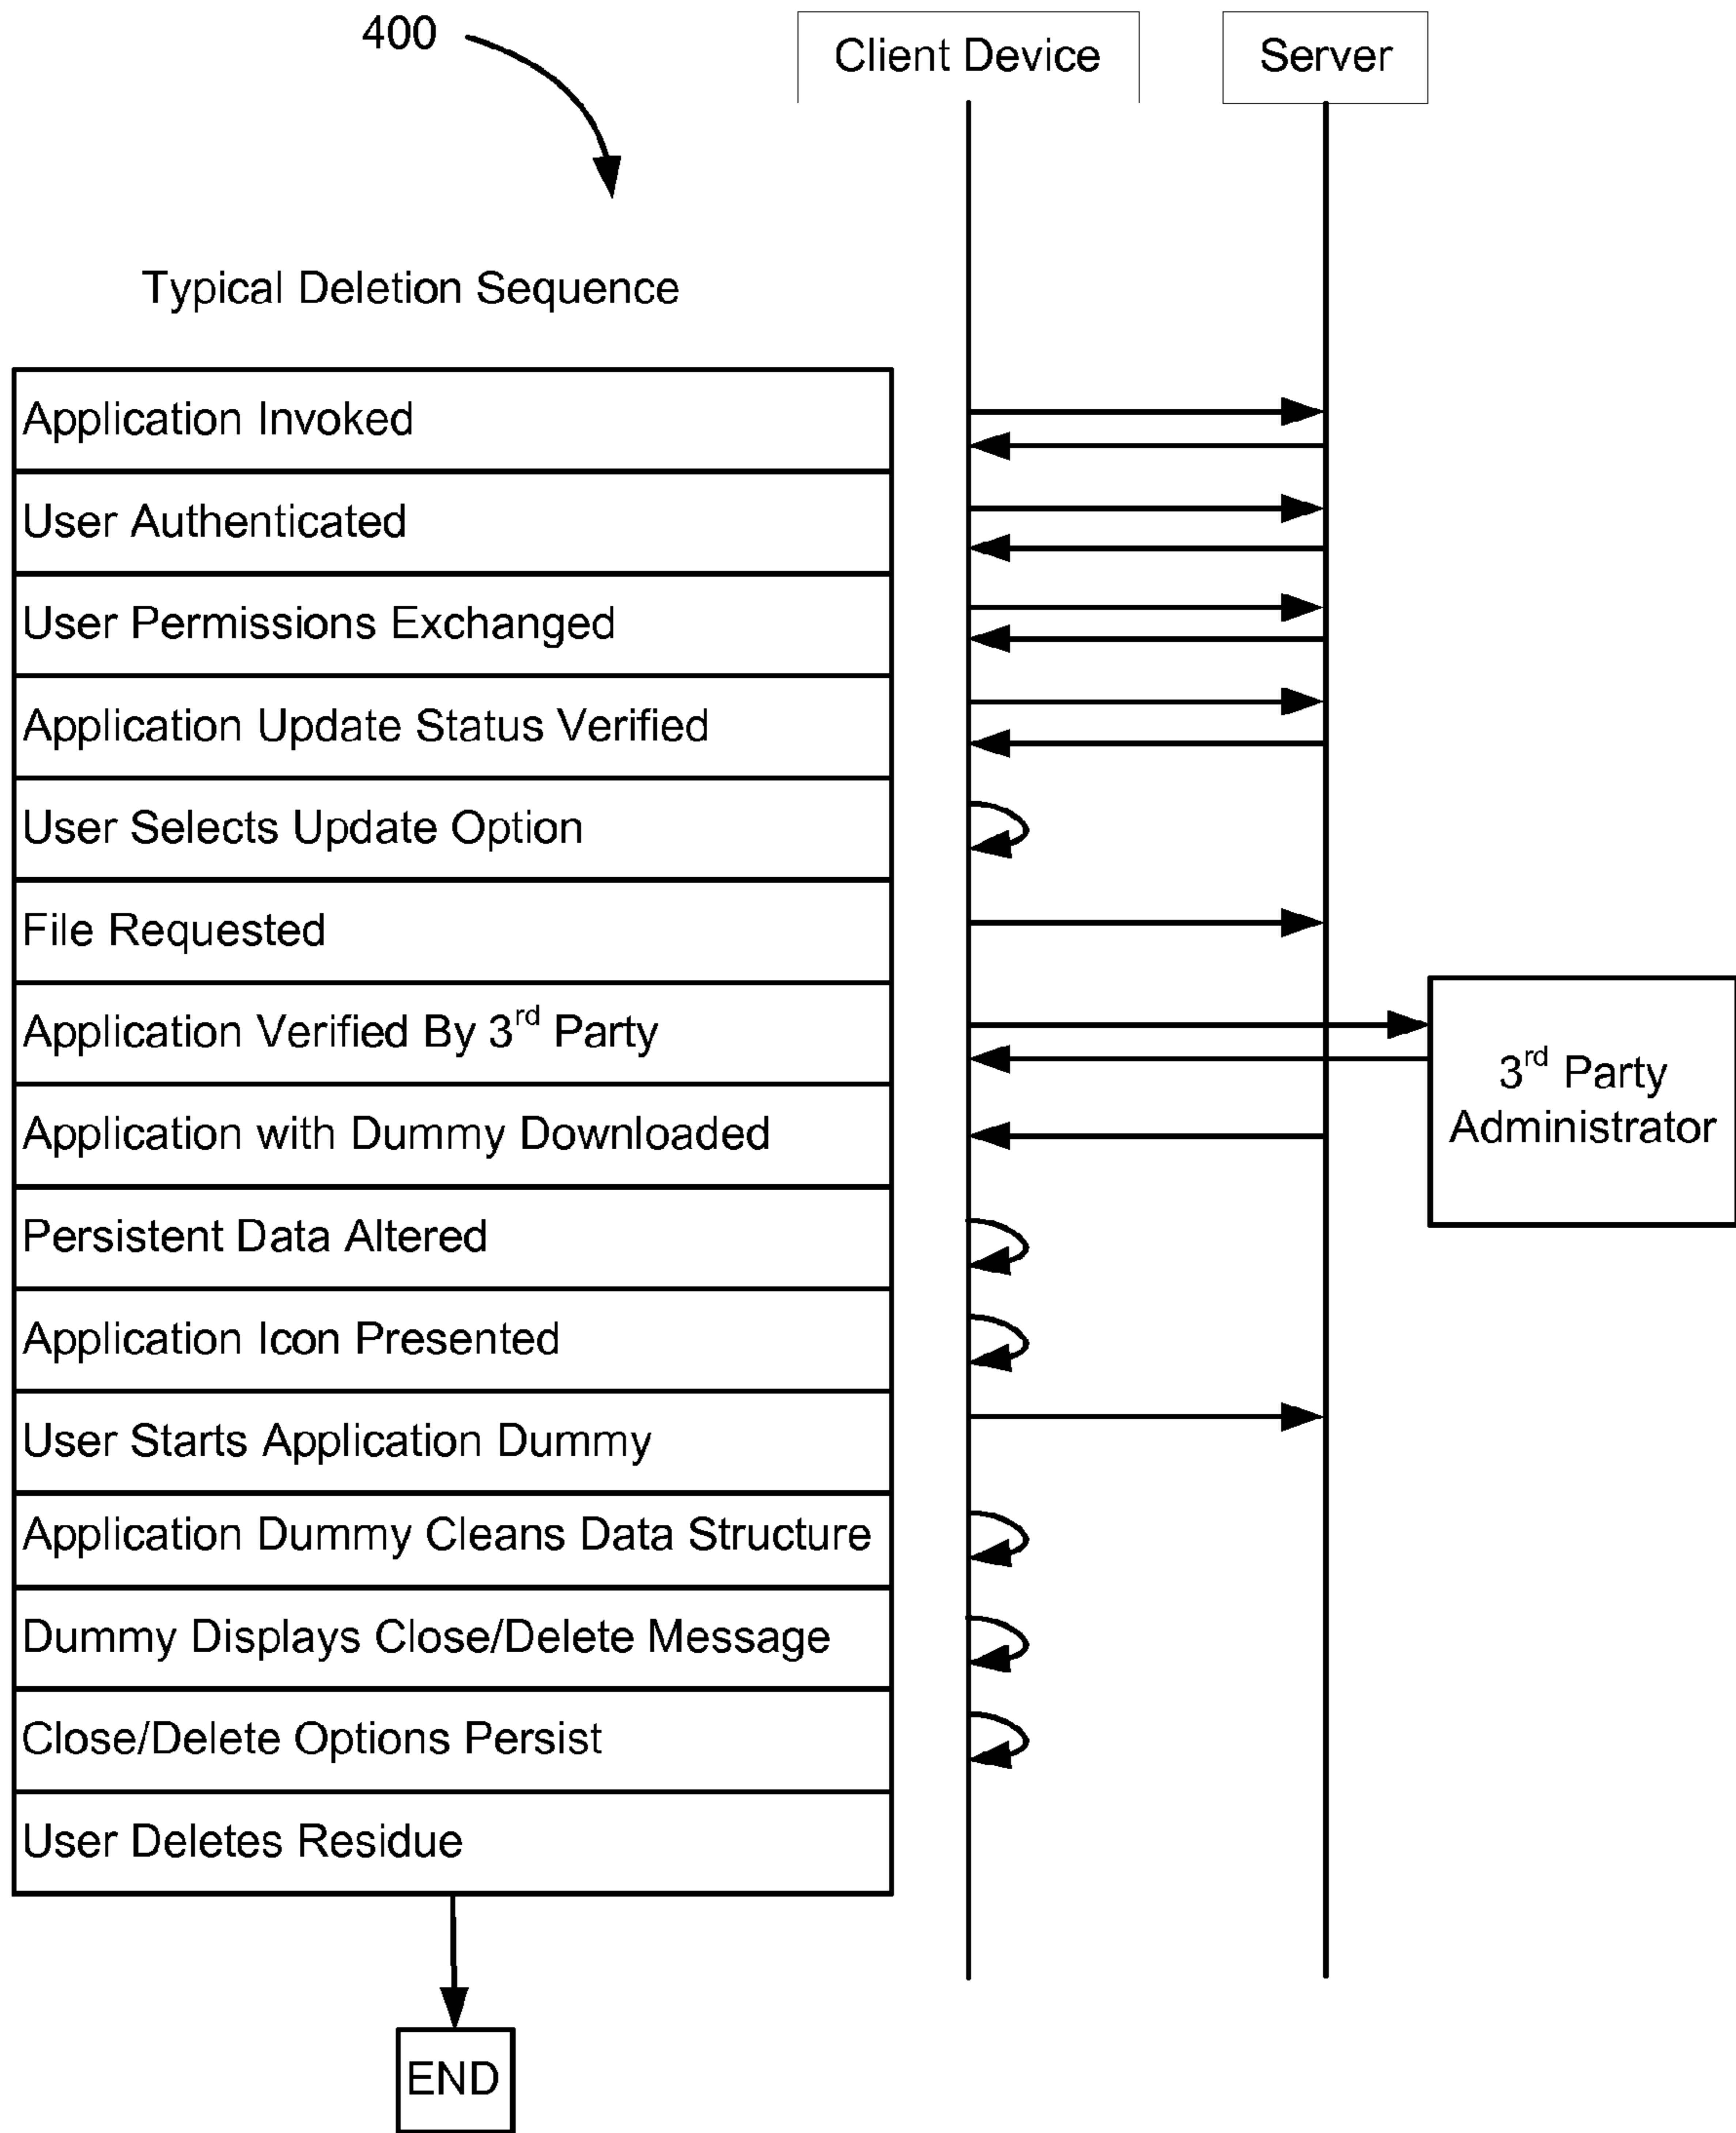 400
Client Device
Server
Typical Deletion Sequence
Application Invoked
User Authenticated
User Permissions Exchanged
Application Update Status Verified
User Selects Update Option
File Requested
Application Verified By 3rd Party
3rd Party
Administrator
Application with Dummy Downloaded
Persistent Data Altered
Application Icon Presented
User Starts Application Dummy
Application Dummy Cleans Data Structure
Dummy Displays Close/Delete Message
Close/Delete Options Persist
User Deletes Residue
END